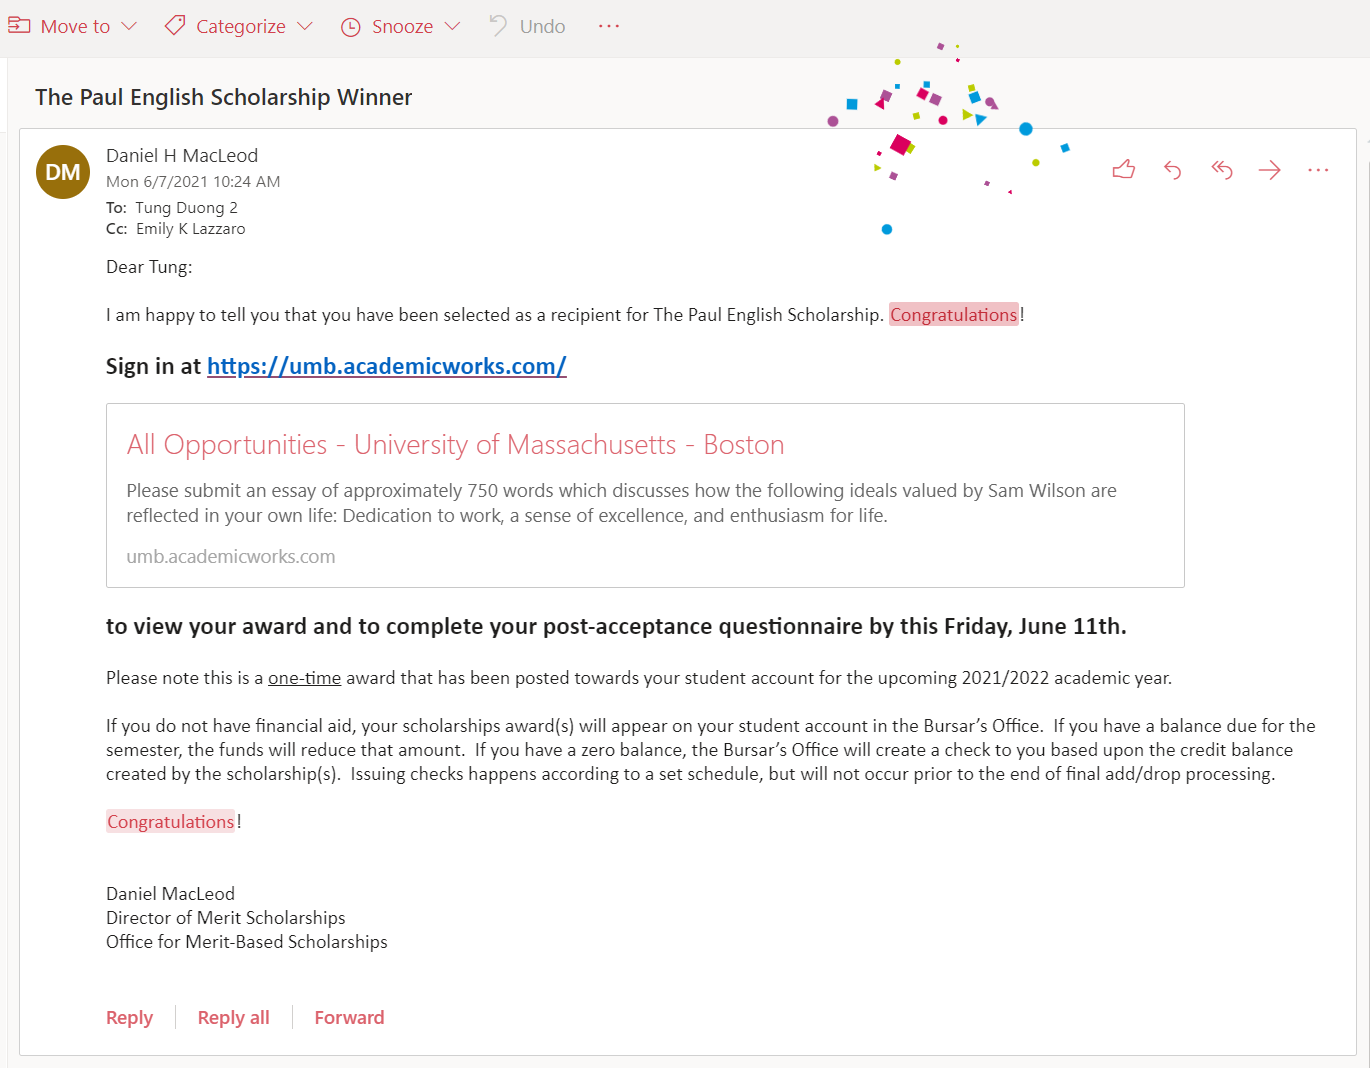 Move to
Categorize
Snooze
Undo
The Paul English Scholarship Winner
DM
Daniel H MacLeod
Mon 6/7/2021 10:24 AM
To: Tung Duong 2
Cc: Emily K Lazzaro
Dear Tung:
I am happy to tell you that you have been selected as a recipient for The Paul English Scholarship. Congratulations!
Sign in at https://umb.academicworks.com/
All Opportunities - University of Massachusetts - Boston
Please submit an essay of approximately 750 words which discusses how the following ideals valued by Sam Wilson are
reflected in your own life: Dedication to work, a sense of excellence, and enthusiasm for life.
umb.academicworks.com
to view your award and to complete your post-acceptance questionnaire by this Friday, June 11th.
Please note this is a one-time award that has been posted towards your student account for the upcoming 2021/2022 academic year.
If you do not have financial aid, your scholarships award(s) will appear on your student account in the Bursar’s Office.  If you have a balance due for the
semester, the funds will reduce that amount.  If you have a zero balance, the Bursar’s Office will create a check to you based upon the credit balance
created by the scholarship(s).  Issuing checks happens according to a set schedule, but will not occur prior to the end of final add/drop processing.
Congratulations!
Daniel MacLeod
Director of Merit Scholarships
Office for Merit-Based Scholarships
Reply
Reply all
Forward